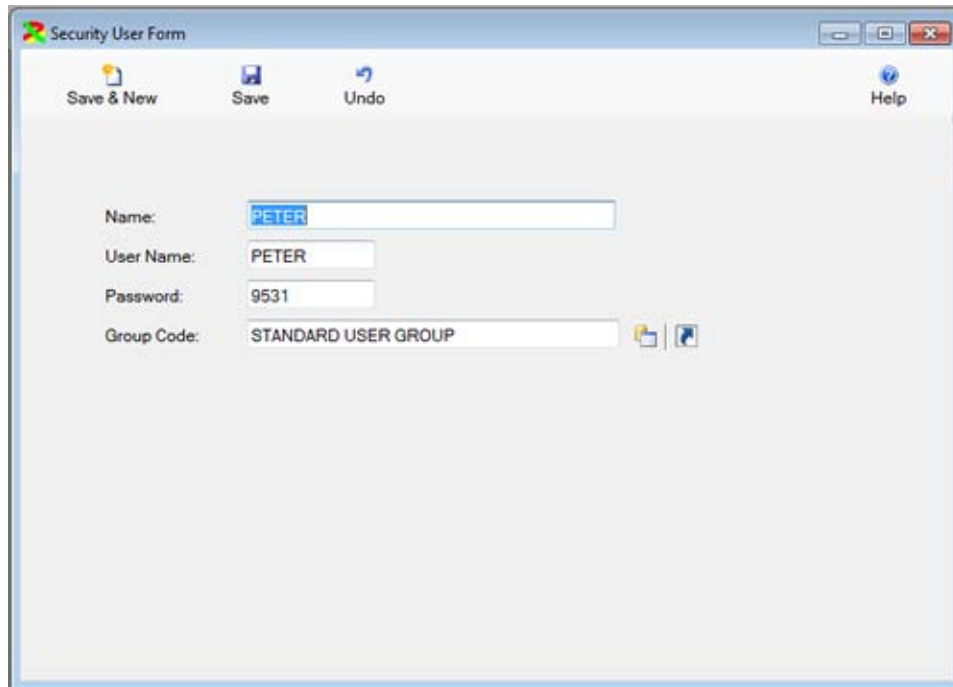 Security User Form
Save & New Save Undo Help
Name: PETER
User Name: PETER
Password: 9531
Group Code: STANDARD USER GROUP